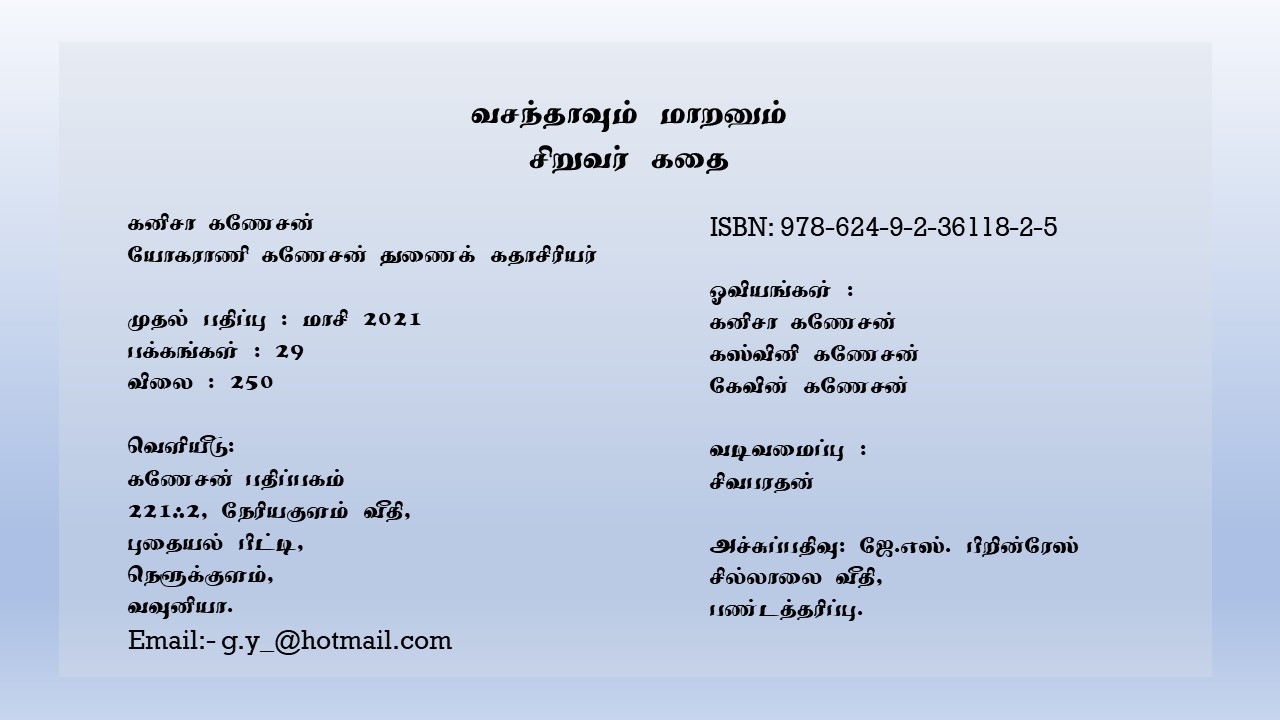 வசந்தாவும் மாறனும்
சிறுவர் கதை
கனிசா கணேசன்
யோகராணி கணேசன் துணைக் கதாசிரியர்
முதல் பதிப்பு : மாசி 2021
பக்கங்கள் : 29
விலை : 250
வெளியீடு:
கணேசன் பதிப்பகம்
221ஃ2, நேரியகுளம் வீதி,
புதையல் பிட்டி,
நெளுக்குளம்,
வவுனியா.
Email:- g.y_@hotmail.com
ISBN: 978-624-9-2-36118-2-5
ஓவியங்கள் :
கனிசா கணேசன்
கஸ்வினி கணேசன்
கேவின் கணேசன்
வடிவமைப்பு :
சிவபரதன்
அச்சுப்பதிவு: ஜே.எஸ். பிறின்ரேஸ்
சில்லாலை வீதி,
பண்டத்தரிப்பு.